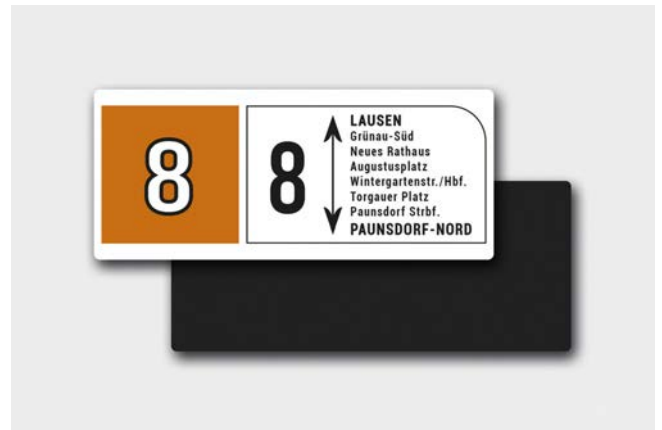 8
8
LAUSEN
Grünau-Süd
Neues Rathaus
Augustusplatz
Wintergartenstr./Hbf.
Torgauer Platz
Paunsdorf Strbf.
PAUNSDORF-NORD